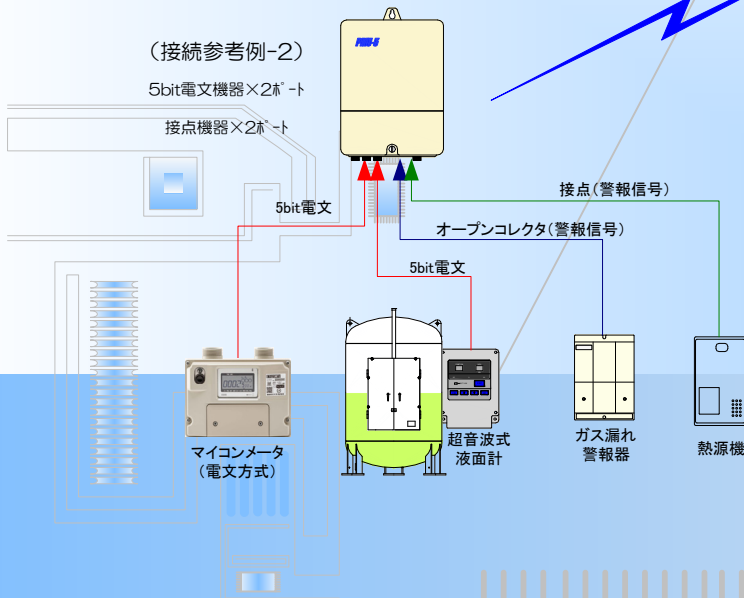 （接続参考例-2）
5bit電文機器×2ﾎﾟｰﾄ
接点機器×2ﾎﾟｰﾄ
5bit電文
接点(警報信号)
オープンコレクタ(警報信号)
5bit電文
マイコンメータ
（電文方式）
超音波式
液面計
ガス漏れ
警報器
熱源機